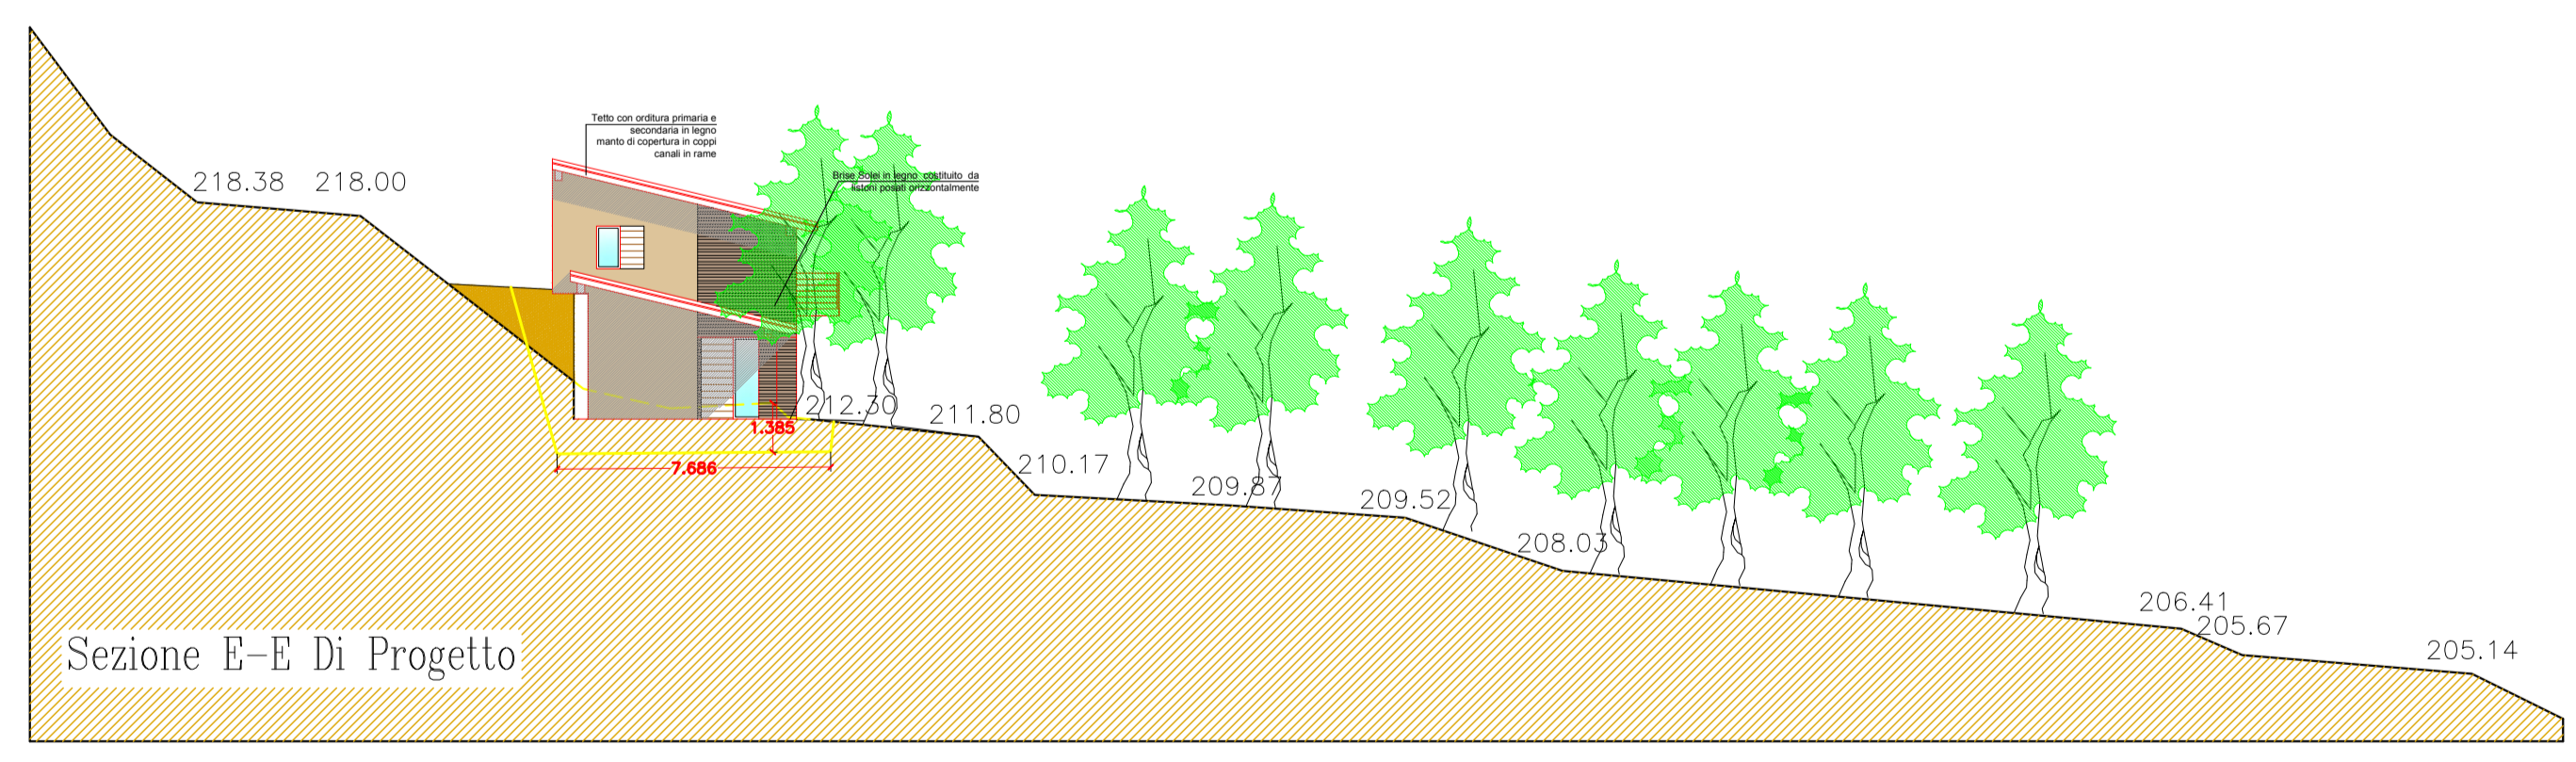 Tetto con orditura primaria e
secondaria in legno
manto di copertura in coppi
canali in rame
Brise Solei in legno costituito da
listoni posati orizzontalmente
218.38
218.00
212.30
211.80
1.385
7.686
210.17
209.87
209.52
208.03
206.41
205.67
205.14
Sezione E-E Di Progetto